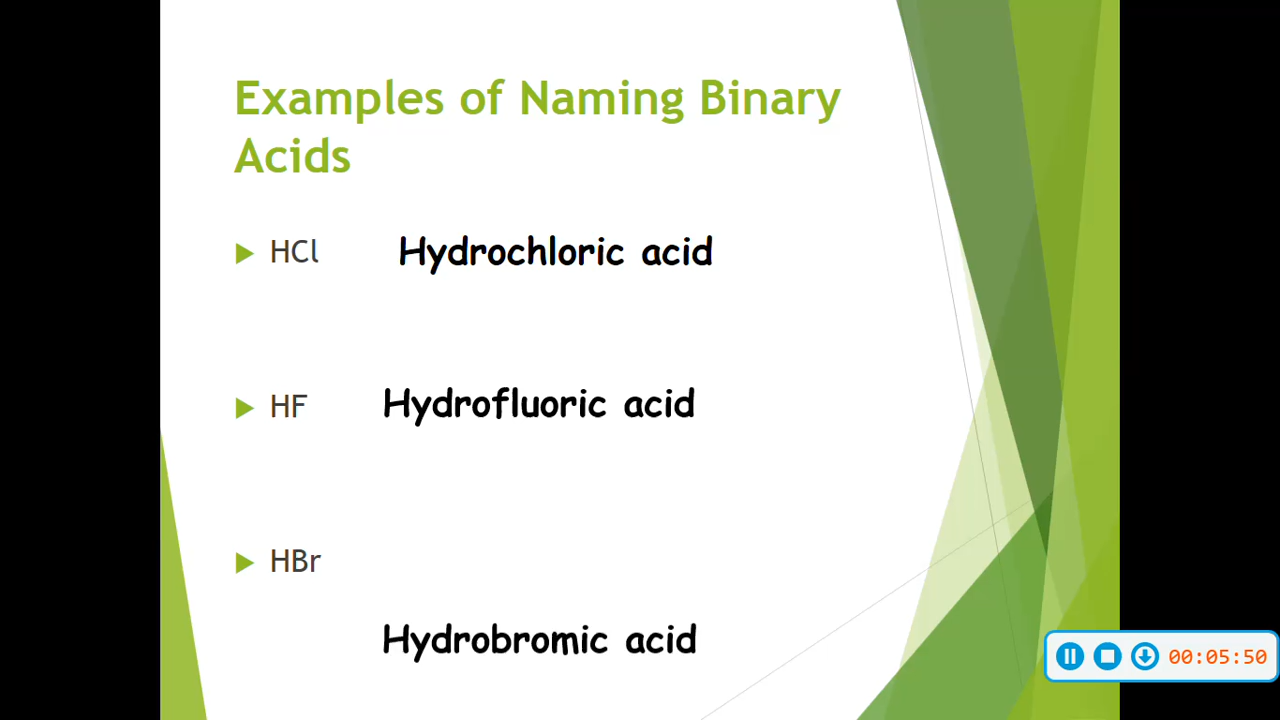 Examples of Naming Binary
Acids
HCl Hydrochloric acid
HF Hydrofluoric acid
HBr
Hydrobromic acid
00:05:50